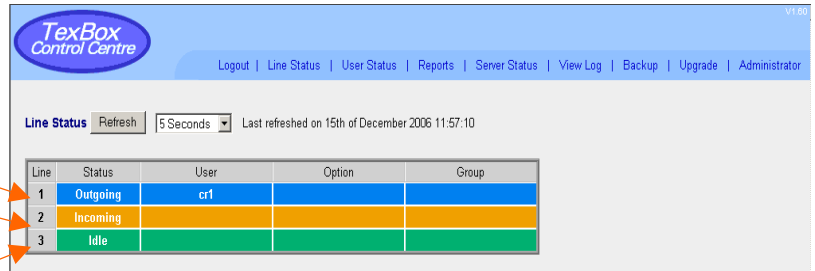 V1.60
TexBox
Control Centre
Logout | Line Status | User Status | Reports | Server Status | View Log | Backup | Upgrade | Administrator
Line Status Refresh 5 Seconds Last refreshed on 15th of December 2006 11:57:10
Line Status User Option Group
1 Outgoing cr1
2 Incoming
3 Idle